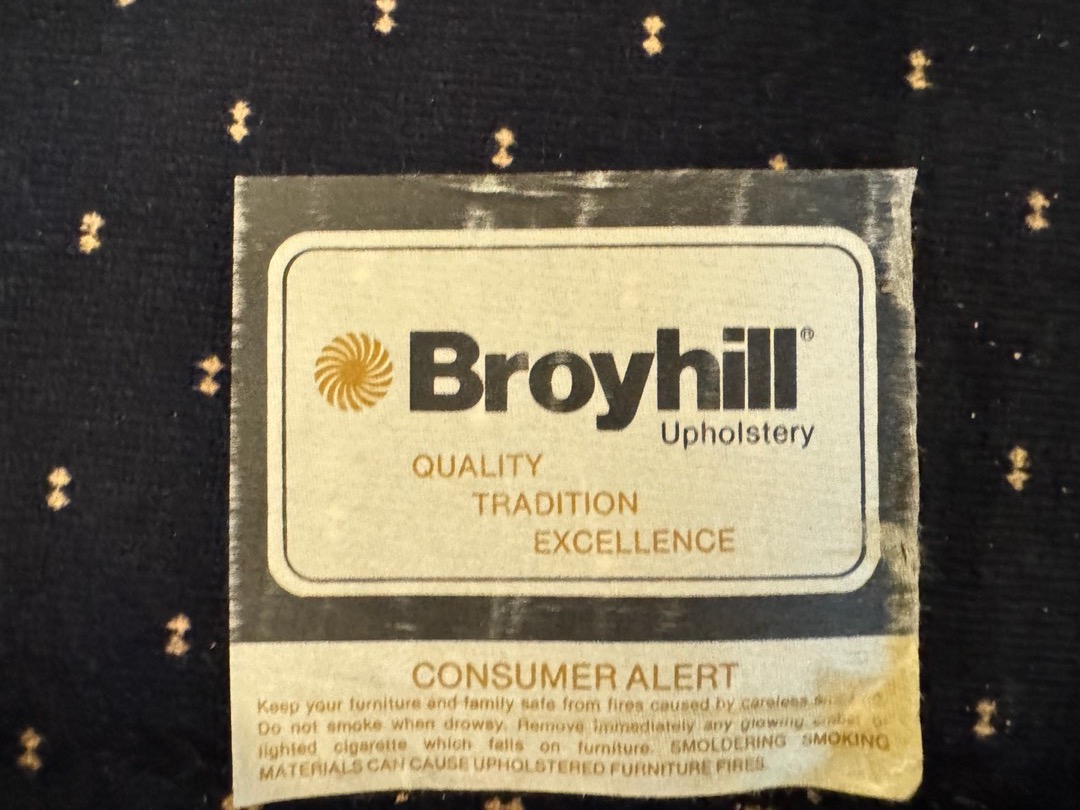 Broyhill®
Upholstery
QUALITY
TRADITION
EXCELLENCE
CONSUMER ALERT
Keep your furniture and family safe from fires caused by careless
Do not smoke when drowsy. Remove immediately any glowing or
lighted cigarette which falls on furniture. SMOLDERING SMOKING
MATERIALS CAN CAUSE UPHOLSTERED FURNITURE FIRES.